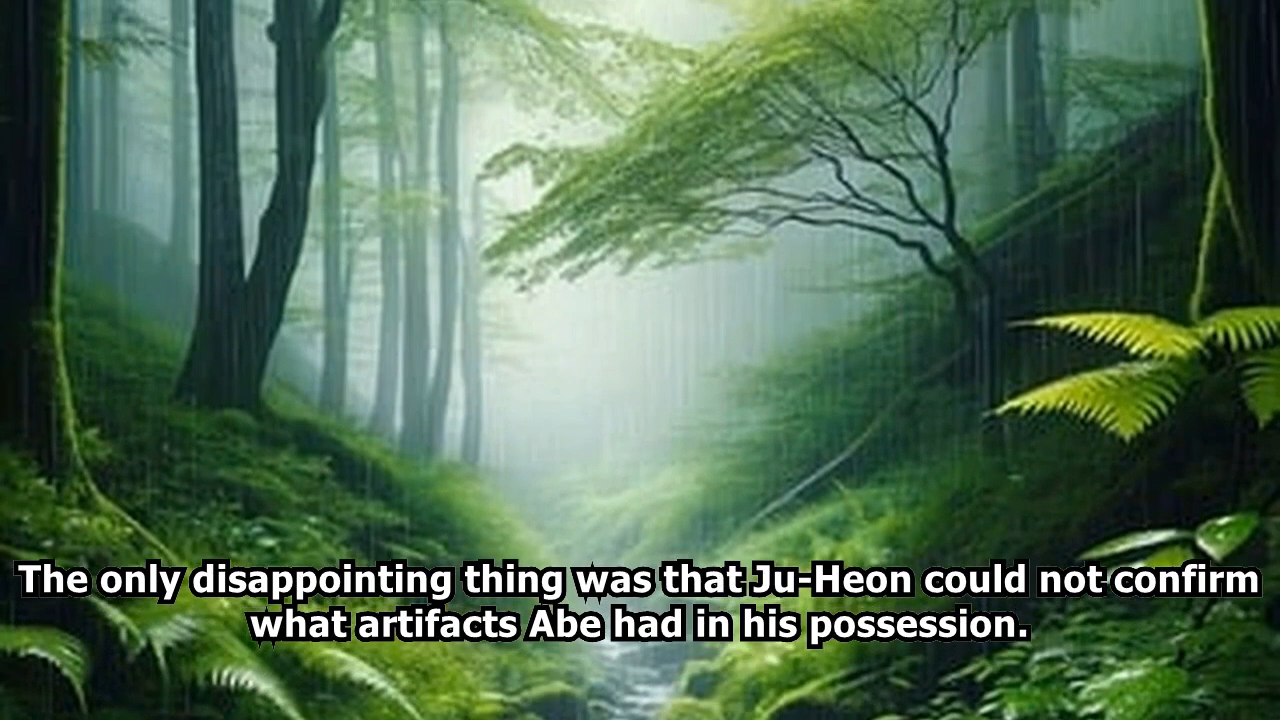 The only disappointing thing was that Ju-Heon could not confirm
what artifacts Abe had in his possession.